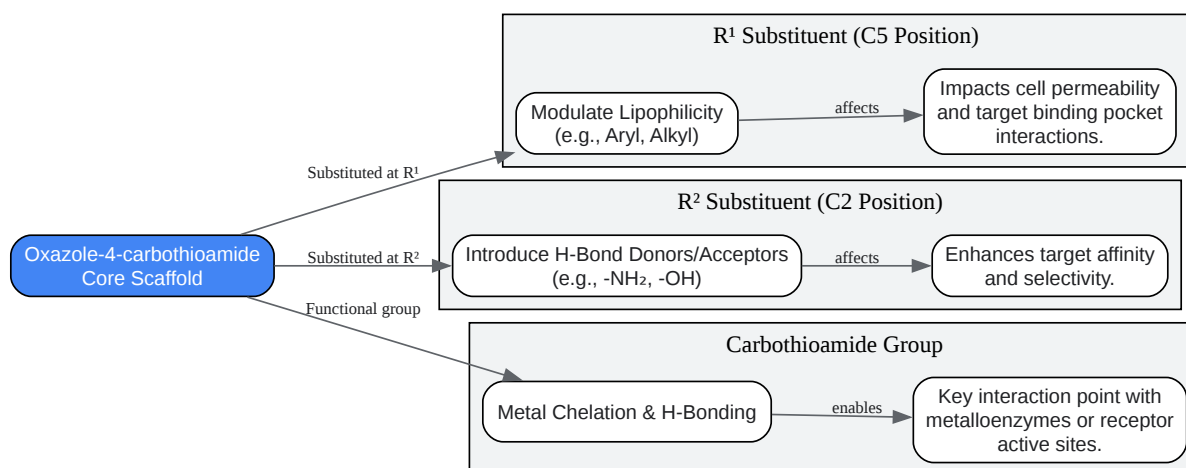 R¹ Substituent (C5 Position)
Modulate Lipophilicity
(e.g., Aryl, Alkyl)
affects
Impacts cell permeability
and target binding pocket
interactions.
Substituted at R¹
R² Substituent (C2 Position)
Oxazole-4-carbothioamide
Core Scaffold
Substituted at R²
Introduce H-Bond Donors/Acceptors
(e.g., -NH₂, -OH)
affects
Enhances target affinity
and selectivity.
Functional group
Carbothioamide Group
Metal Chelation & H-Bonding
enables
Key interaction point with
metalloenzymes or receptor
active sites.